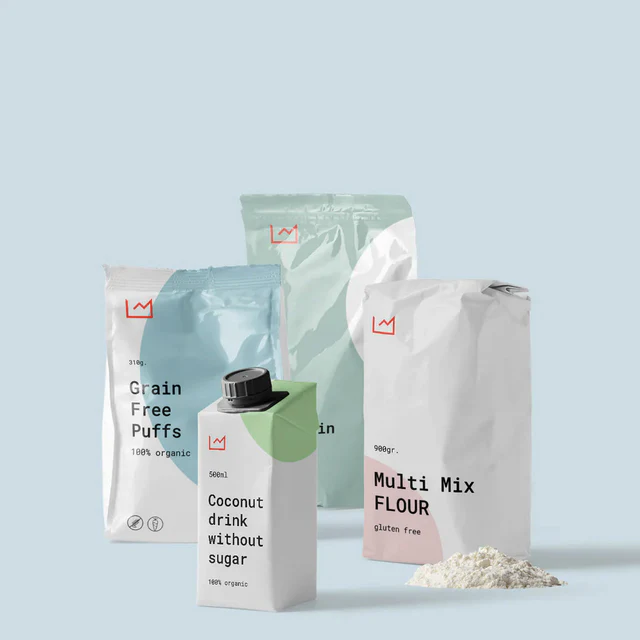 310g.
Grain
Free
Puffs
100% organic
500ml
Coconut
drink
without
sugar
100% organic
900gr.
Multi Mix
FLOUR
gluten free